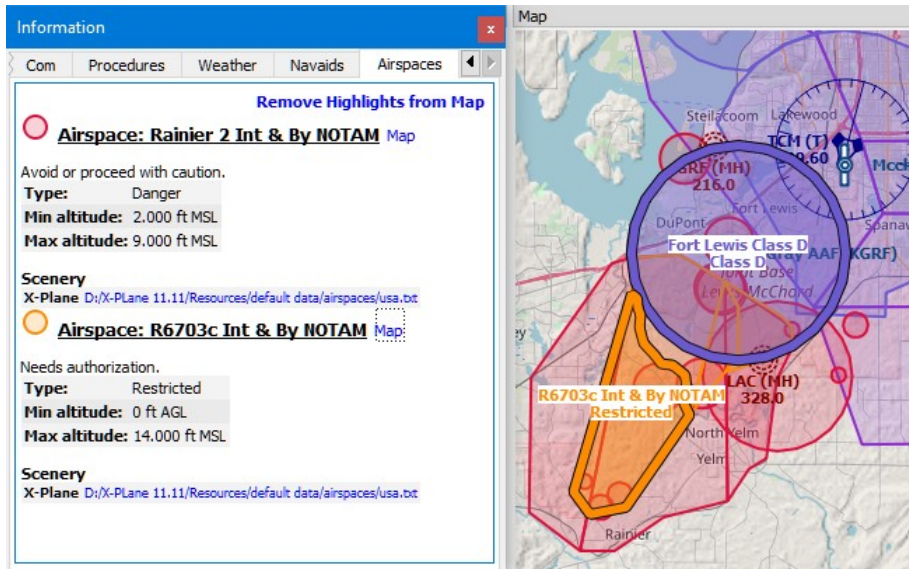 Information
x
Com Procedures Weather Navaids Airspaces
Remove Highlights from Map
Airspace: Rainier 2 Int & By NOTAM Map
Avoid or proceed with caution.
Type: Danger
Min altitude: 2.000 ft MSL
Max altitude: 9.000 ft MSL
Scenery
X-Plane D:/X-PLane 11.11/Resources/default data/airspaces/usa.txt
Airspace: R6703c Int & By NOTAM Map
Needs authorization.
Type: Restricted
Min altitude: 0 ft AGL
Max altitude: 14.000 ft MSL
Scenery
X-Plane D:/X-PLane 11.11/Resources/default data/airspaces/usa.txt
Map
Steilacoom Lakewood
TCM (T)
GRF (MH)
216.0
Fort Lewis
DuPont
Fort Lewis Class D
Class D
Gray AAF (KGRF)
Joint Base
Lewis McChord
LAC (MH)
328.0
R6703c Int & By NOTAM
Restricted
North Yelm
Yelm
Rainier